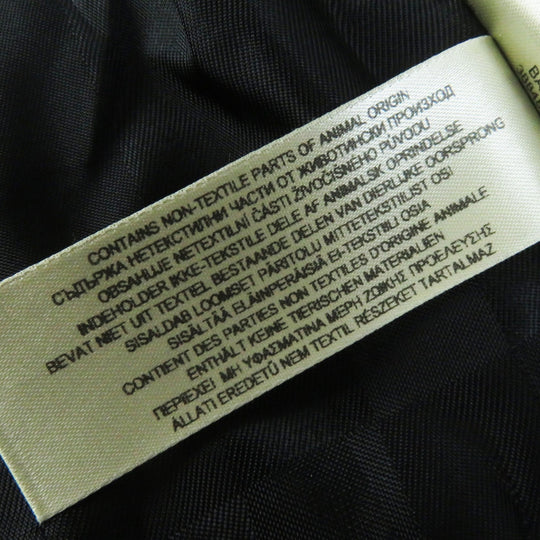 CONTAINS NON-TEXTILE PARTS OF ANIMAL ORIGIN
СЪДЪРЖА НЕТЕКСТИЛНИ ЧАСТИ ОТ ЖИВОТИНСКИ ПРОИЗХОД
OBSAHUJE NETEXTILNÍ ČÁSTI ŽIVOČIŠNÉHO PŮVODU
INDEHOLDER IKKE-TEKSTILE DELE AF ANIMALSK OPRINDELSE
BEVAT NIET UIT TEXTIEL BESTAANDE DELEN VAN DIERLIJKE OORSPRONG
SISALDAB LOOMSET PÄRITOLU MITTETEKSTIILIST OSI
SISÄLTÄÄ ELÄINPERÄISIÄ EI-TEKSTIILI OSIA
CONTIENT DES PARTIES NON TEXTILES D'ORIGINE ANIMALE
ENTHÄLT KEINE TIERISCHEN MATERIALIEN
ΠΕΡΙΕΧΕΙ ΜΗ ΥΦΑΣΜΑΤΙΝΑ ΜΕΡΗ ΖΩΙΚΗΣ ΠΡΟΕΛΕΥΣΗΣ
ÁLLATI EREDETŰ NEM TEXTIL RÉSZEKET TARTALMAZ